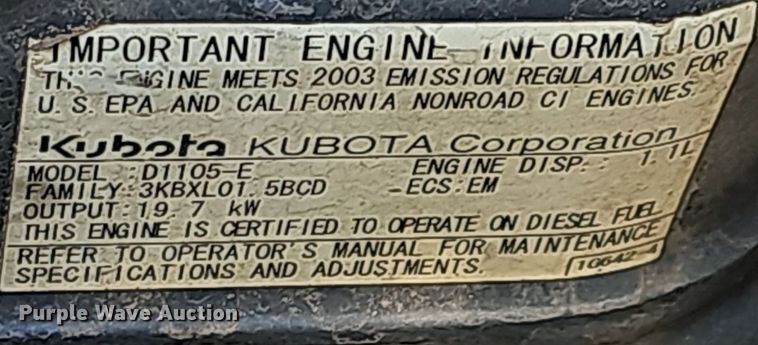 IMPORTANT ENGINE INFORMATION
THIS ENGINE MEETS 2003 EMISSION REGULATIONS FOR
U.S.EPA AND CALIFORNIA NONROAD CI ENGINES.
Kubota KUBOTA Corporation
MODEL :D1105-E ENGINE DISP.: 1.1L
FAMILY:3KBXL01.5BCD ECS:EM
OUTPUT:19.7 kW
THIS ENGINE IS CERTIFIED TO OPERATE ON DIESEL FUEL
REFER TO OPERATOR'S MANUAL FOR MAINTENANCE
SPECIFICATIONS AND ADJUSTMENTS.
Purple Wave Auction